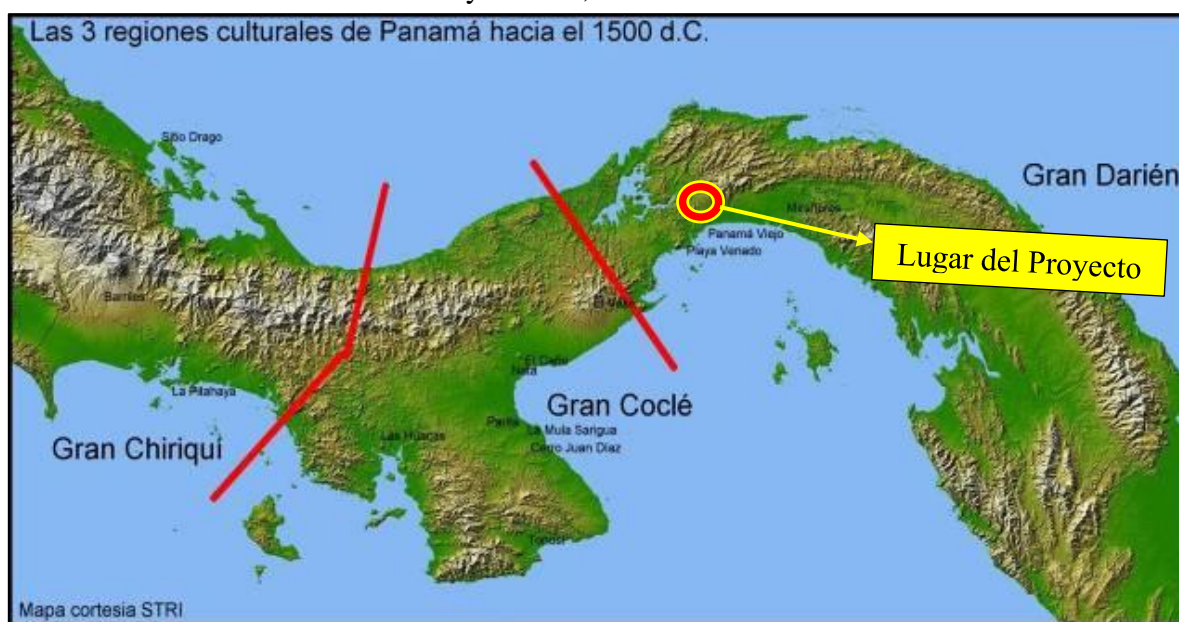 Las 3 regiones culturales de Panamá hacia el 1500 d.C.
Sitio Drago
Gran Darién
Miraflores
Panamá Viejo
Playa Venado
Lugar del Proyecto
Barriles
El Caño
Natá
La Pitahaya
Gran Coclé
Parita
La Mula Sarigua
Las Huacas
Cerro Juan Díaz
Gran Chiriquí
Tonosí
Mapa cortesia STRI